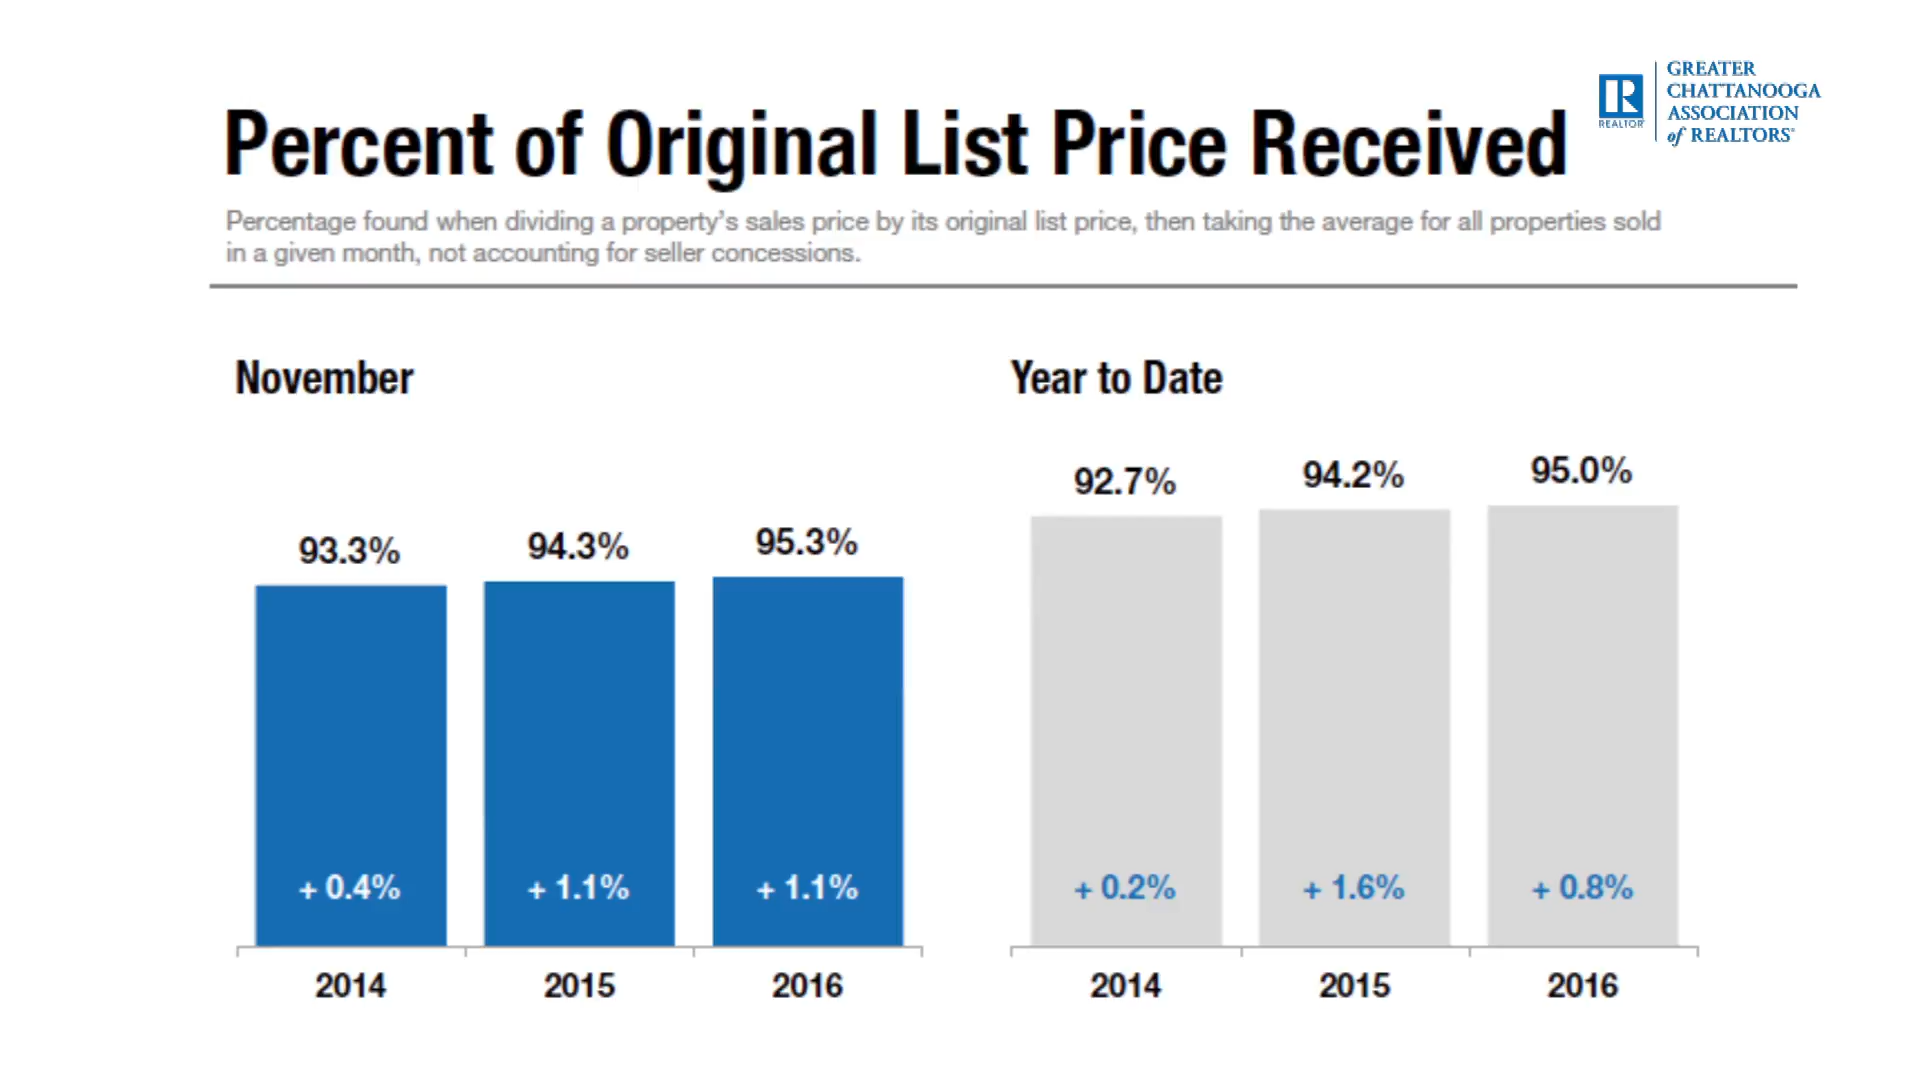 Percent of Original List Price Received
R
REALTOR®
GREATER
CHATTANOOGA
ASSOCIATION
of REALTORS®
Percentage found when dividing a property's sales price by its original list price, then taking the average for all properties sold
in a given month, not accounting for seller concessions.
November
93.3% 94.3% 95.3%
+ 0.4% + 1.1% + 1.1%
2014 2015 2016
Year to Date
92.7% 94.2% 95.0%
+ 0.2% + 1.6% + 0.8%
2014 2015 2016